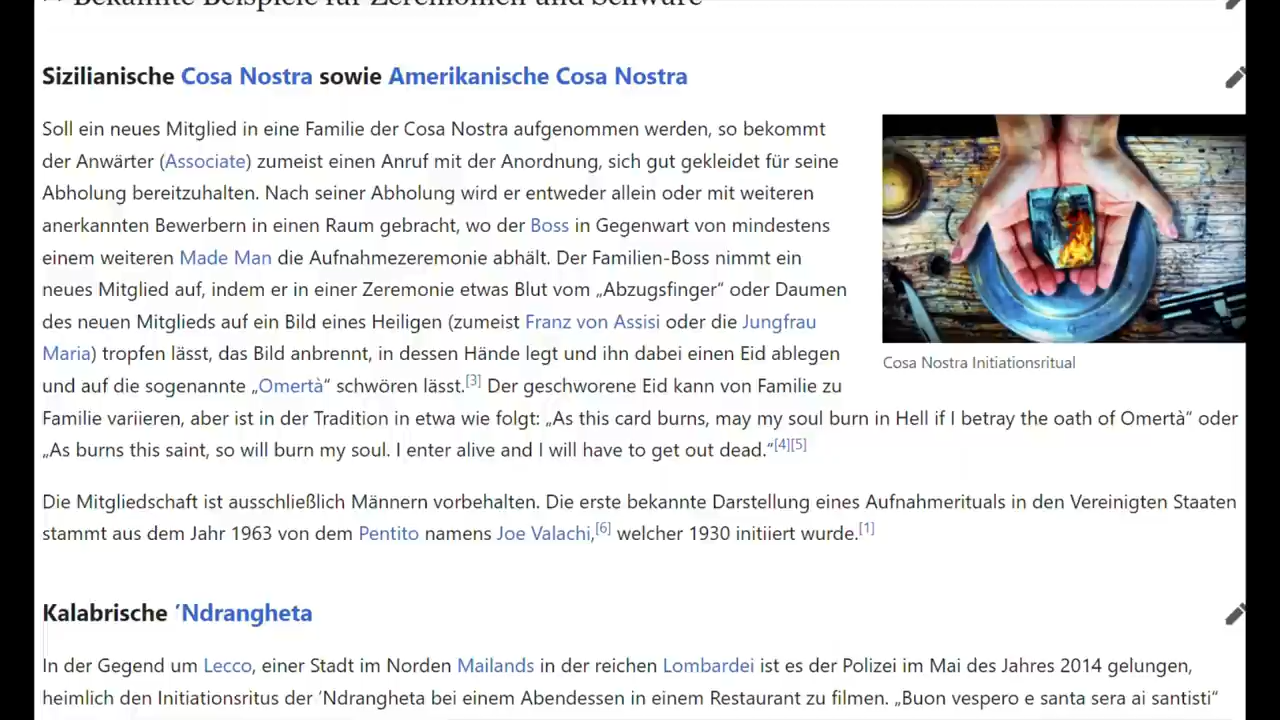 Bekannte Beispiele für Zeremonien und Schwüre
Sizilianische Cosa Nostra sowie Amerikanische Cosa Nostra
Soll ein neues Mitglied in eine Familie der Cosa Nostra aufgenommen werden, so bekommt
der Anwärter (Associate) zumeist einen Anruf mit der Anordnung, sich gut gekleidet für seine
Abholung bereitzuhalten. Nach seiner Abholung wird er entweder allein oder mit weiteren
anerkannten Bewerbern in einen Raum gebracht, wo der Boss in Gegenwart von mindestens
einem weiteren Made Man die Aufnahmezeremonie abhält. Der Familien-Boss nimmt ein
neues Mitglied auf, indem er in einer Zeremonie etwas Blut vom „Abzugsfinger“ oder Daumen
des neuen Mitglieds auf ein Bild eines Heiligen (zumeist Franz von Assisi oder die Jungfrau
Maria) tropfen lässt, das Bild anbrennt, in dessen Hände legt und ihn dabei einen Eid ablegen
und auf die sogenannte „Omertà“ schwören lässt.[3] Der geschworene Eid kann von Familie zu
Familie variieren, aber ist in der Tradition in etwa wie folgt: „As this card burns, may my soul burn in Hell if I betray the oath of Omertà“ oder
„As burns this saint, so will burn my soul. I enter alive and I will have to get out dead.“[4][5]
Cosa Nostra Initiationsritual
Die Mitgliedschaft ist ausschließlich Männern vorbehalten. Die erste bekannte Darstellung eines Aufnahmerituals in den Vereinigten Staaten
stammt aus dem Jahr 1963 von dem Pentito namens Joe Valachi,[6] welcher 1930 initiiert wurde.[1]
Kalabrische ’Ndrangheta
In der Gegend um Lecco, einer Stadt im Norden Mailands in der reichen Lombardei ist es der Polizei im Mai des Jahres 2014 gelungen,
heimlich den Initiationsritus der ’Ndrangheta bei einem Abendessen in einem Restaurant zu filmen. „Buon vespero e santa sera ai santisti“